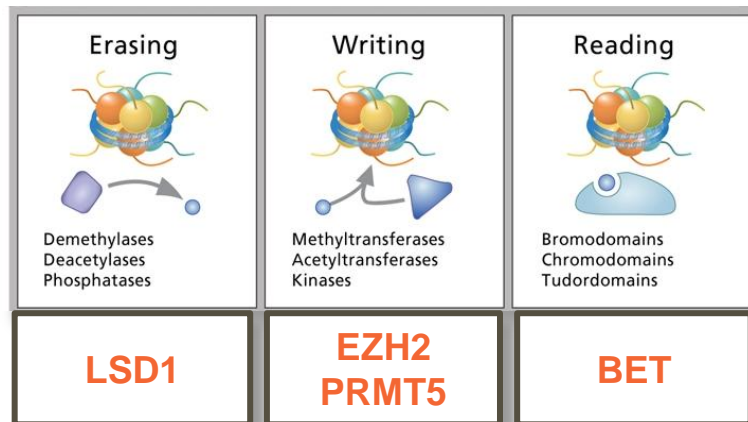 Erasing
Demethylases
Deacetylases
Phosphatases
Writing
Methyltransferases
Acetyltransferases
Kinases
Reading
Bromodomains
Chromodomains
Tudordomains
LSD1
EZH2
PRMT5
BET